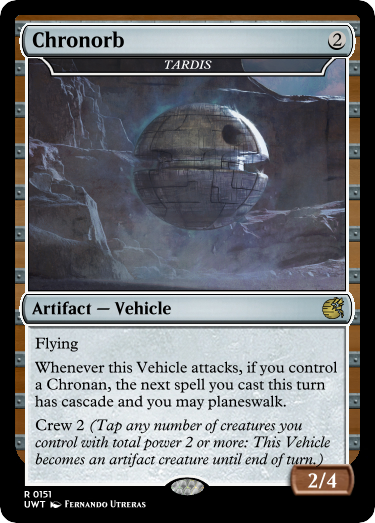 Chronorb
2
TARDIS
Artifact — Vehicle
Flying
Whenever this Vehicle attacks, if you control
a Chronan, the next spell you cast this turn
has cascade and you may planeswalk.
Crew 2 (Tap any number of creatures you
control with total power 2 or more: This Vehicle
becomes an artifact creature until end of turn.)
2/4
R 0151
UWT Fernando Utreras